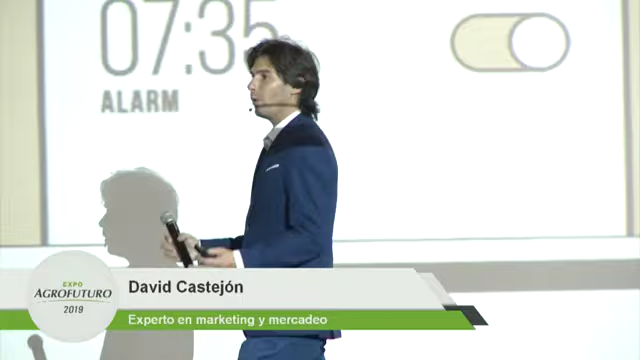 07:35
ALARM
EXPO
AGROFUTURO
2019
David Castejón
Experto en marketing y mercadeo